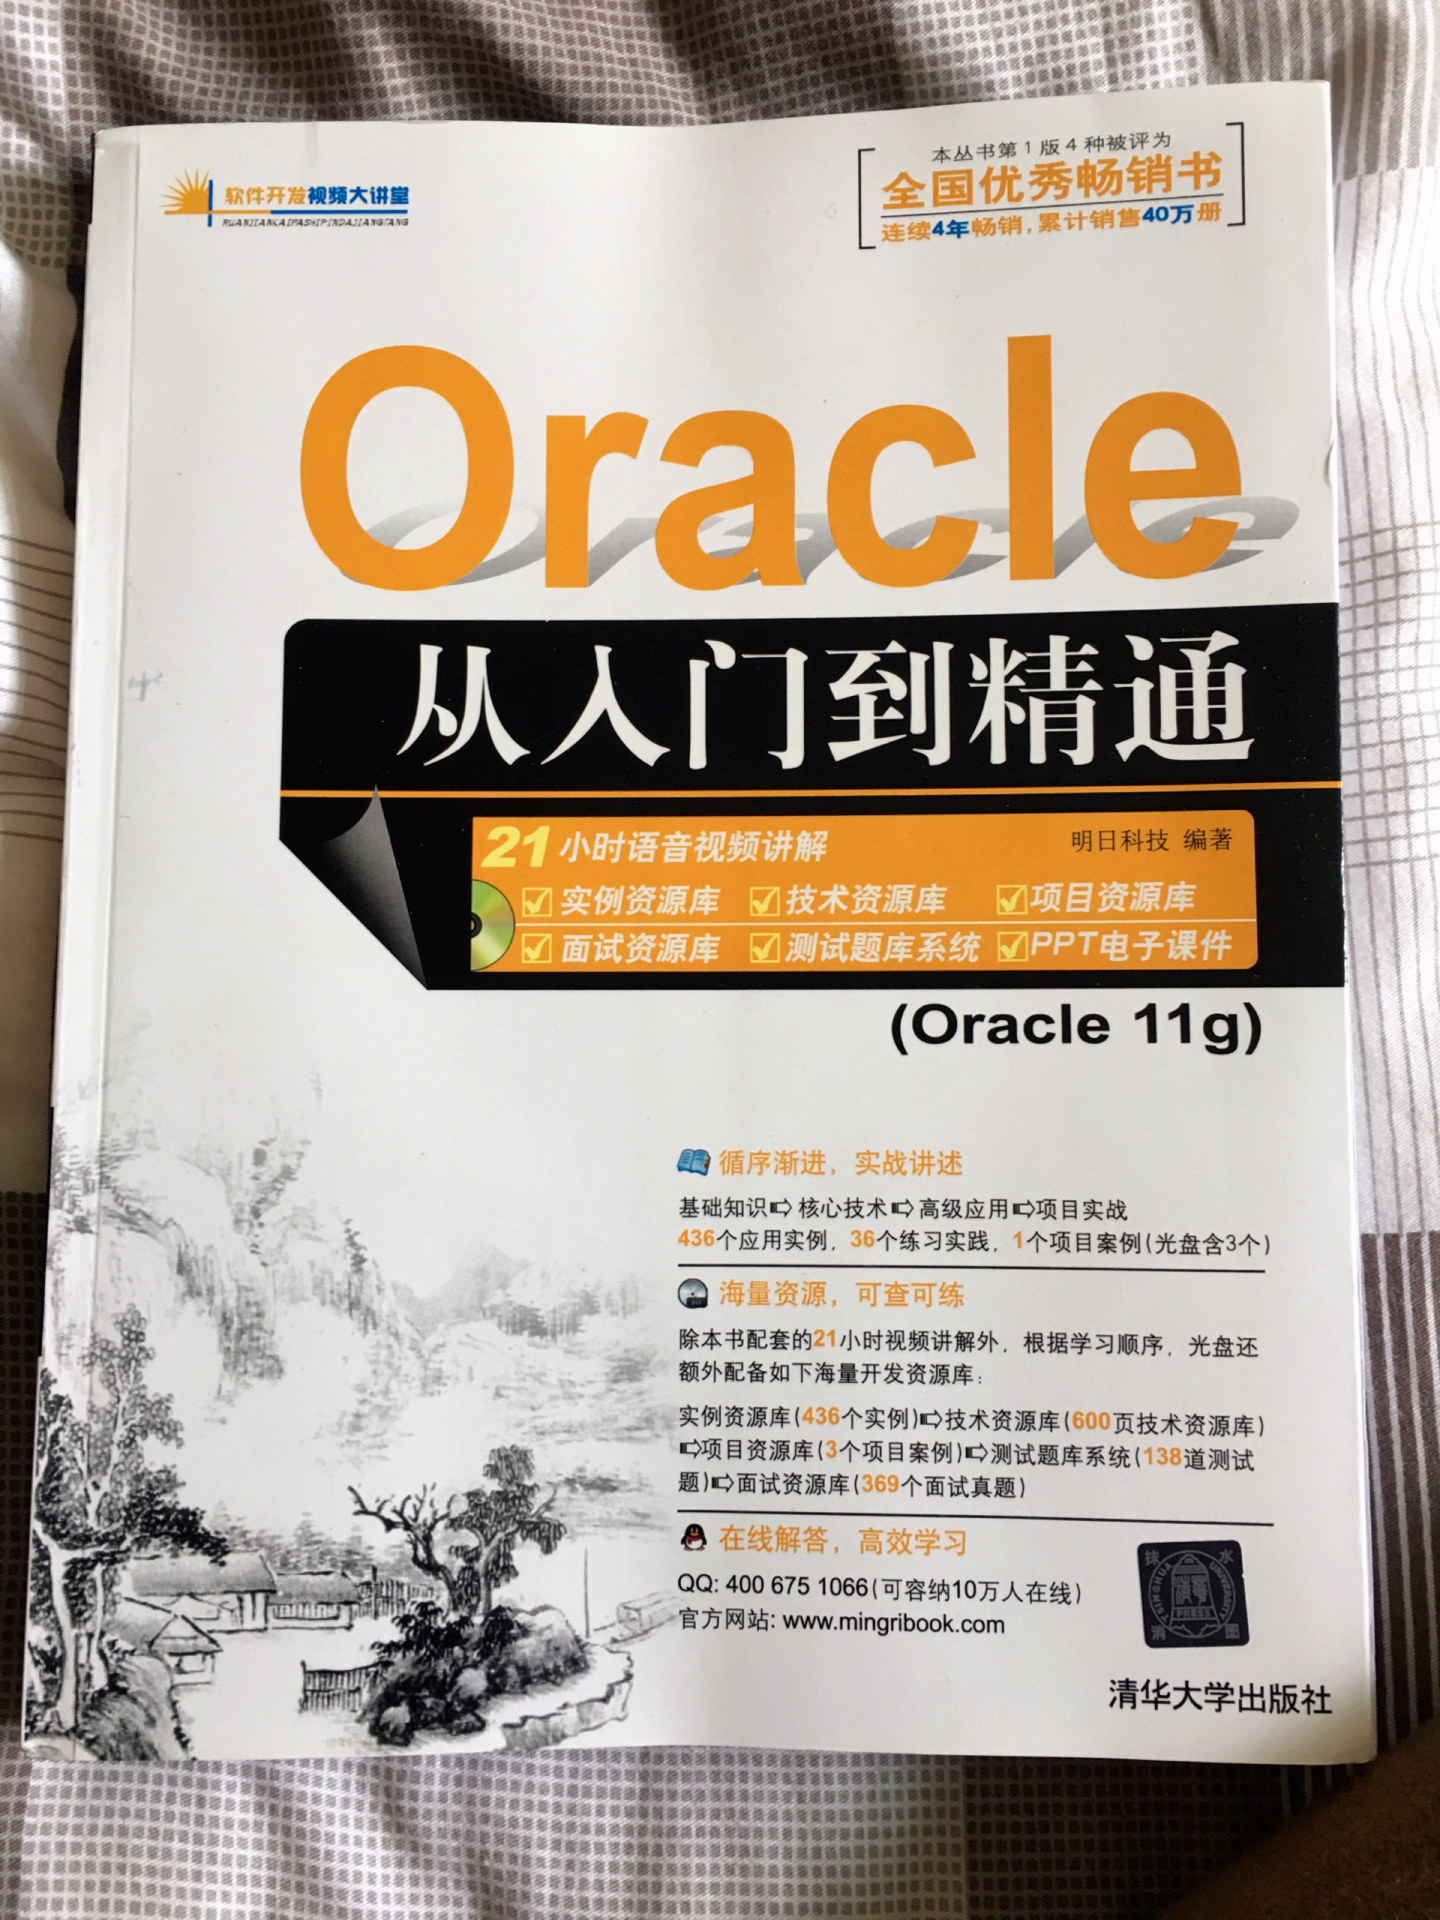 软件开发视频大讲堂
RUANJIANKAIFASHIPINDAJIANGTANG
本丛书第1版4种被评为
全国优秀畅销书
连续4年畅销，累计销售40万册
Oracle
从入门到精通
21小时语音视频讲解
明日科技 编著
实例资源库 技术资源库 项目资源库
面试资源库 测试题库系统 PPT电子课件
(Oracle 11g)
循序渐进，实战讲述
基础知识➪核心技术➪高级应用➪项目实战
436个应用实例，36个练习实践，1个项目案例(光盘含3个)
海量资源，可查可练
除本书配套的21小时视频讲解外，根据学习顺序，光盘还
额外配备如下海量开发资源库：
实例资源库(436个实例)➪技术资源库(600页技术资源库)
➪项目资源库(3个项目案例)➪测试题库系统(138道测试
题)➪面试资源库(369个面试真题)
在线解答，高效学习
QQ: 400 675 1066(可容纳10万人在线)
官方网站: www.mingribook.com
TSINGHUA UNIVERSITY PRESS
清华大学出版社